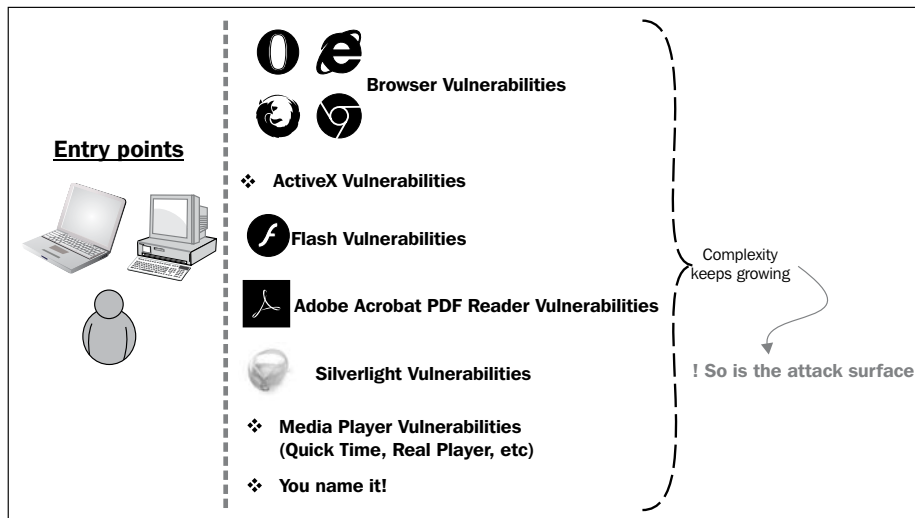 Entry points
Browser Vulnerabilities
❖ ActiveX Vulnerabilities
Flash Vulnerabilities
Adobe Acrobat PDF Reader Vulnerabilities
Silverlight Vulnerabilities
❖ Media Player Vulnerabilities
(Quick Time, Real Player, etc)
❖ You name it!
Complexity
keeps growing
! So is the attack surface